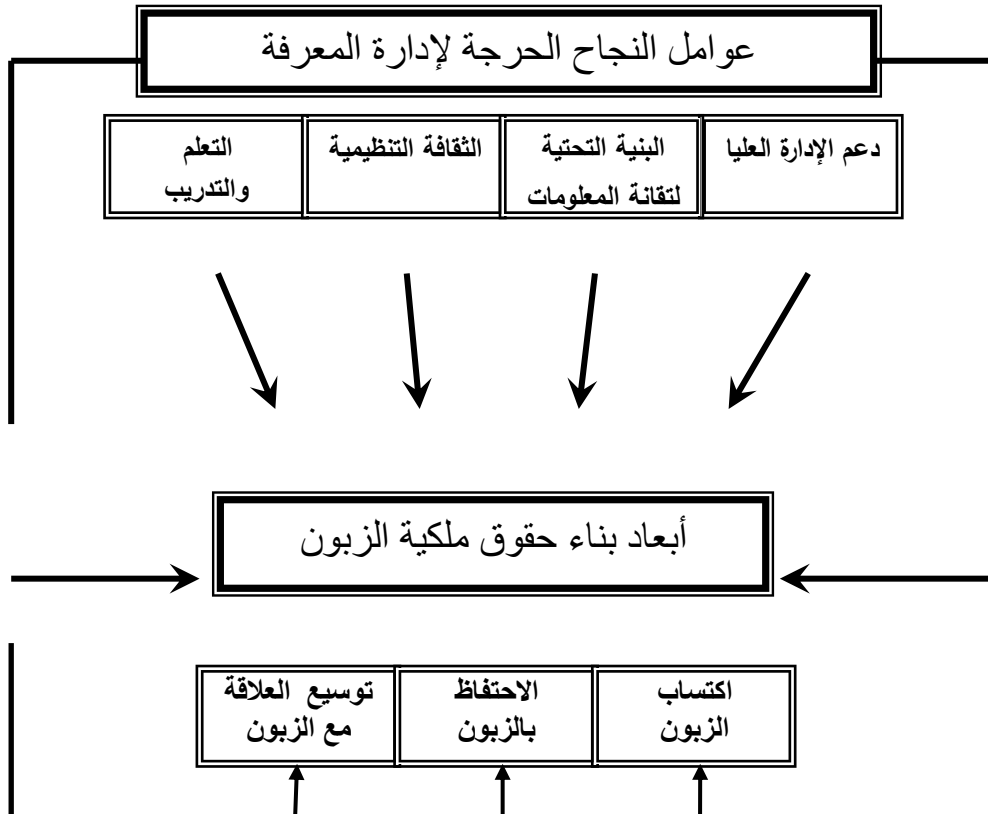 عوامل النجاح الحرجة لإدارة المعرفة
دعم الإدارة العليا
البنية التحتية
لتقانة المعلومات
الثقافة التنظيمية
التعلم
والتدريب
أبعاد بناء حقوق ملكية الزبون
اكتساب
الزبون
الاحتفاظ
بالزبون
توسيع العلاقة
مع الزبون